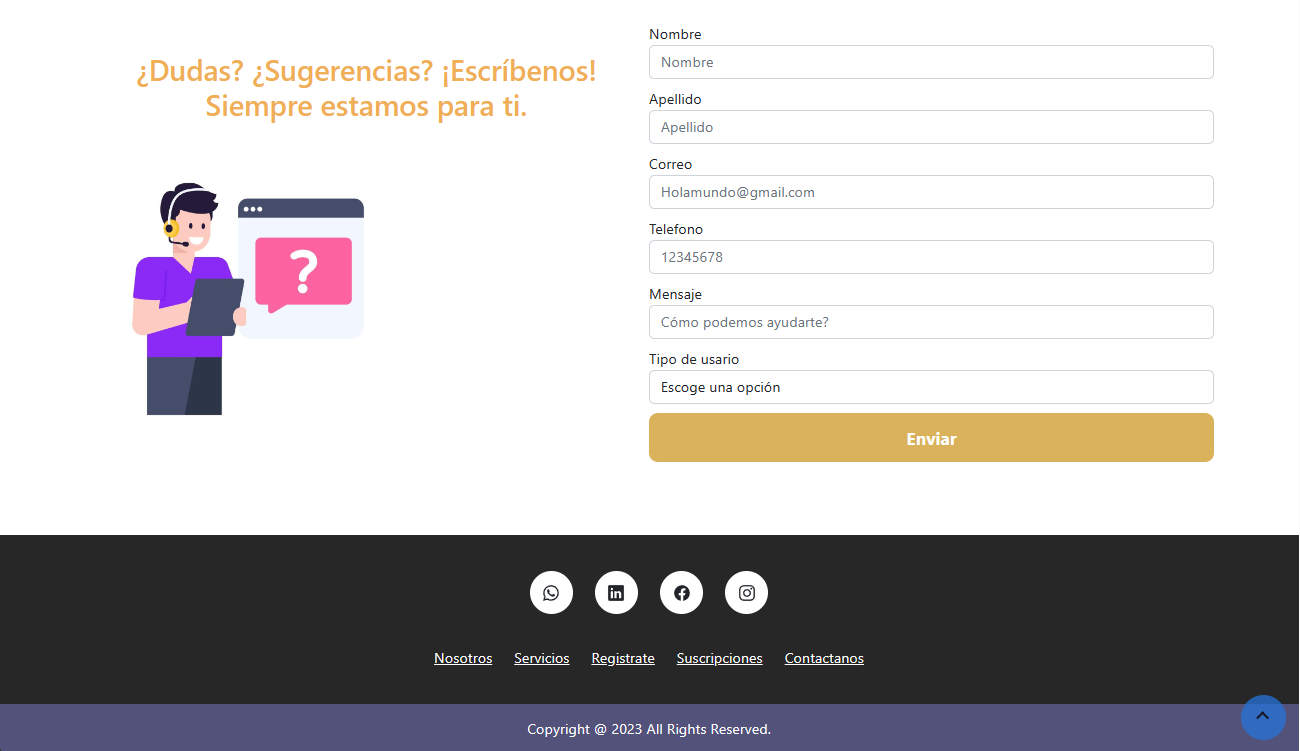 ¿Dudas? ¿Sugerencias? ¡Escríbenos!
Siempre estamos para ti.
?
Nombre
Nombre
Apellido
Apellido
Correo
Holamundo@gmail.com
Telefono
12345678
Mensaje
Cómo podemos ayudarte?
Tipo de usario
Escoge una opción
Enviar
Nosotros Servicios Registrate Suscripciones Contactanos
Copyright @ 2023 All Rights Reserved.